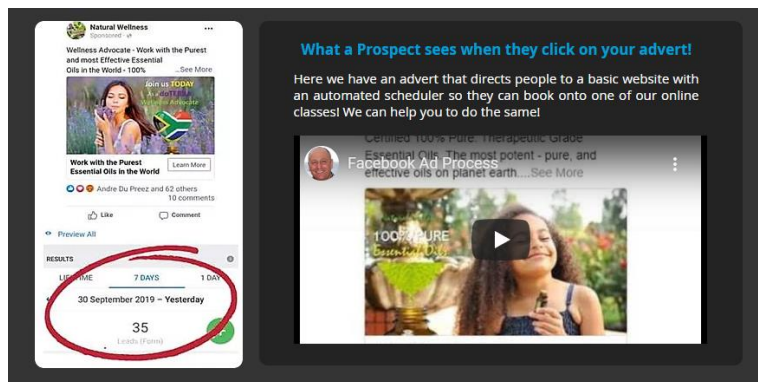 Natural Wellness
Sponsored
Wellness Advocate - Work with the Purest
and most Effective Essential
Oils in the World - 100% ...See More
Join us TODAY
As a doTERRA
Wellness Advocate
Work with the Purest
Essential Oils in the World
Learn More
Andre Du Preez and 62 others
10 comments
Like
Comment
Preview All
RESULTS
LIFETIME
7 DAYS
1 DAY
30 September 2019 – Yesterday
35
Leads (Form)
What a Prospect sees when they click on your advert!
Here we have an advert that directs people to a basic website with
an automated scheduler so they can book onto one of our online
classes! We can help you to do the same!
Certified 100% Pure. Therapeutic Grade
Essential Oils. The most potent - pure, and
effective oils on planet earth....See More
Facebook Ad Process
100% PURE
Essential Oils